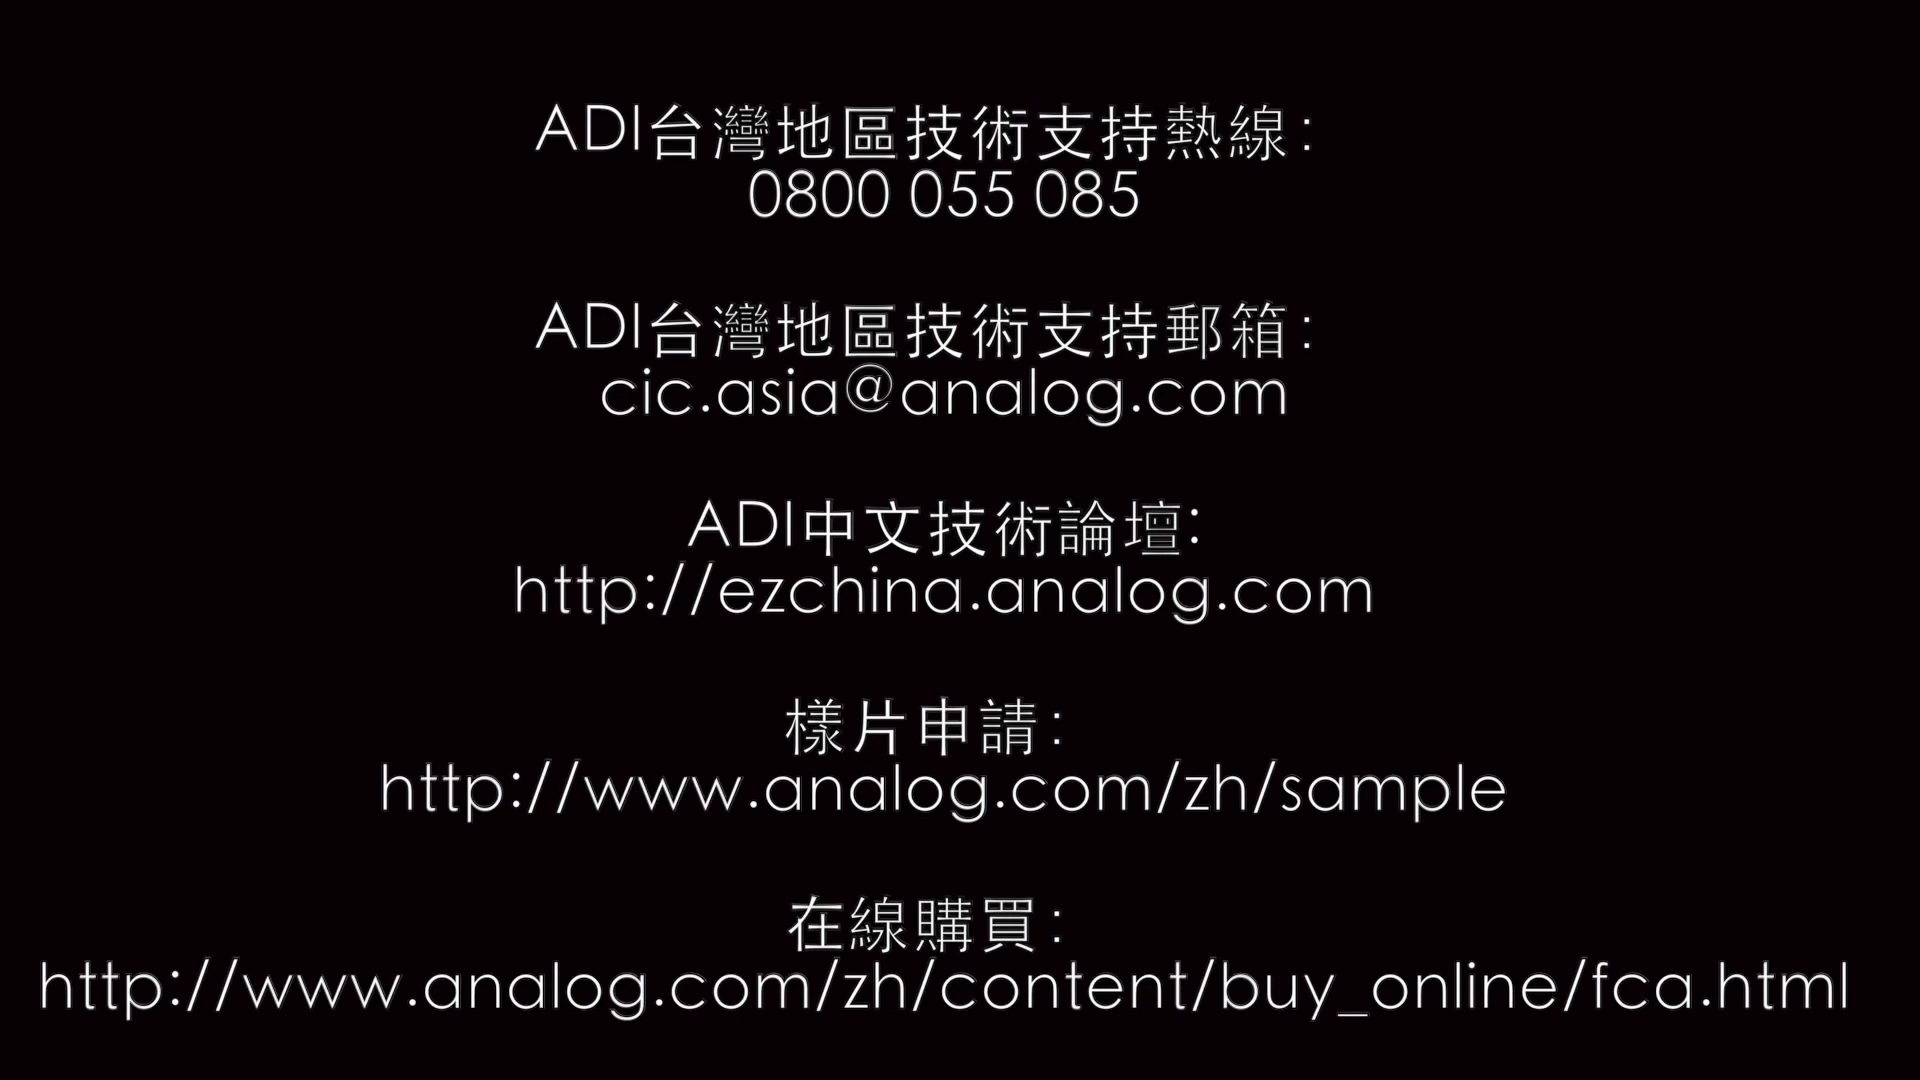 ADI台灣地區技術支持熱線：
0800 055 085
ADI台灣地區技術支持郵箱：
cic.asia@analog.com
ADI中文技術論壇:
http://ezchina.analog.com
樣片申請：
http://www.analog.com/zh/sample
在線購買：
http://www.analog.com/zh/content/buy_online/fca.html